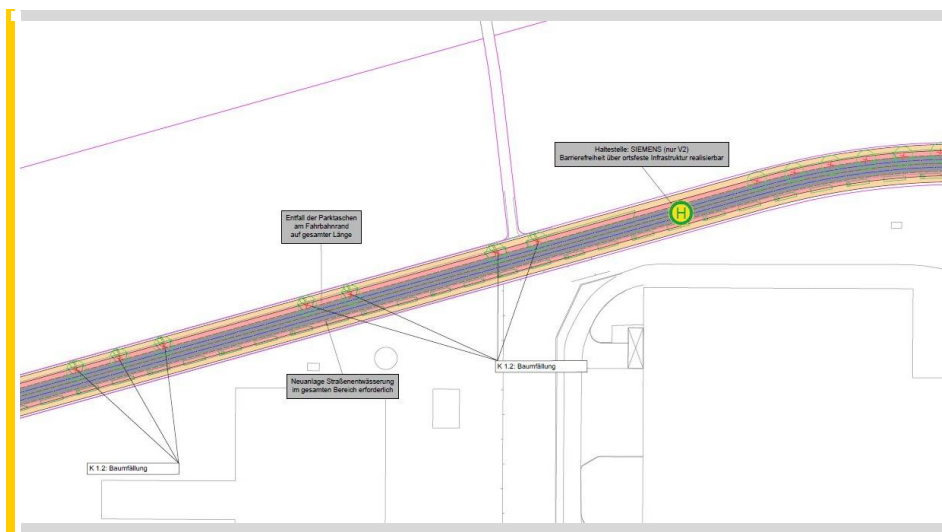 Haltestelle: SIEMENS (nur V2)
Barrierefreiheit über ortsfeste Infrastruktur realisierbar
H
Entfall der Parktaschen
am Fahrbahnrand
auf gesamter Länge
K 1.2: Baumfällung
Neuanlage Straßenentwässerung
im gesamten Bereich erforderlich
K 1.2: Baumfällung